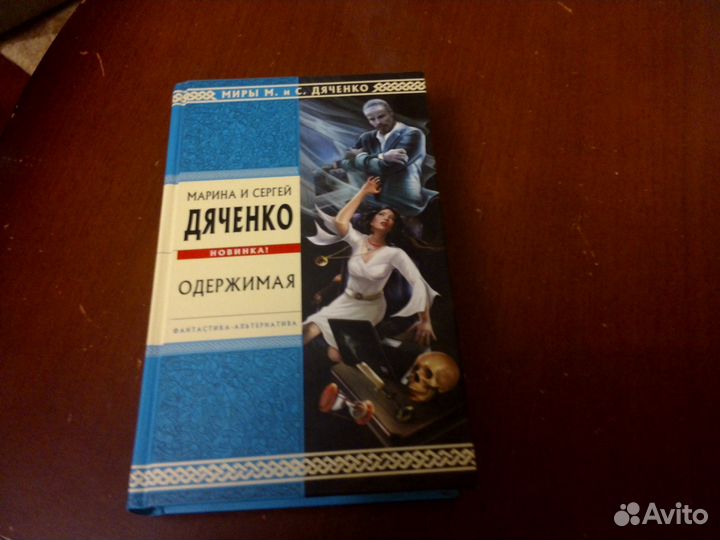 МИРЫ М. и С. ДЯЧЕНКО
МАРИНА И СЕРГЕЙ
ДЯЧЕНКО
НОВИНКА!
ОДЕРЖИМАЯ
ФАНТАСТИКА-АЛЬТЕРНАТИВА
Avito